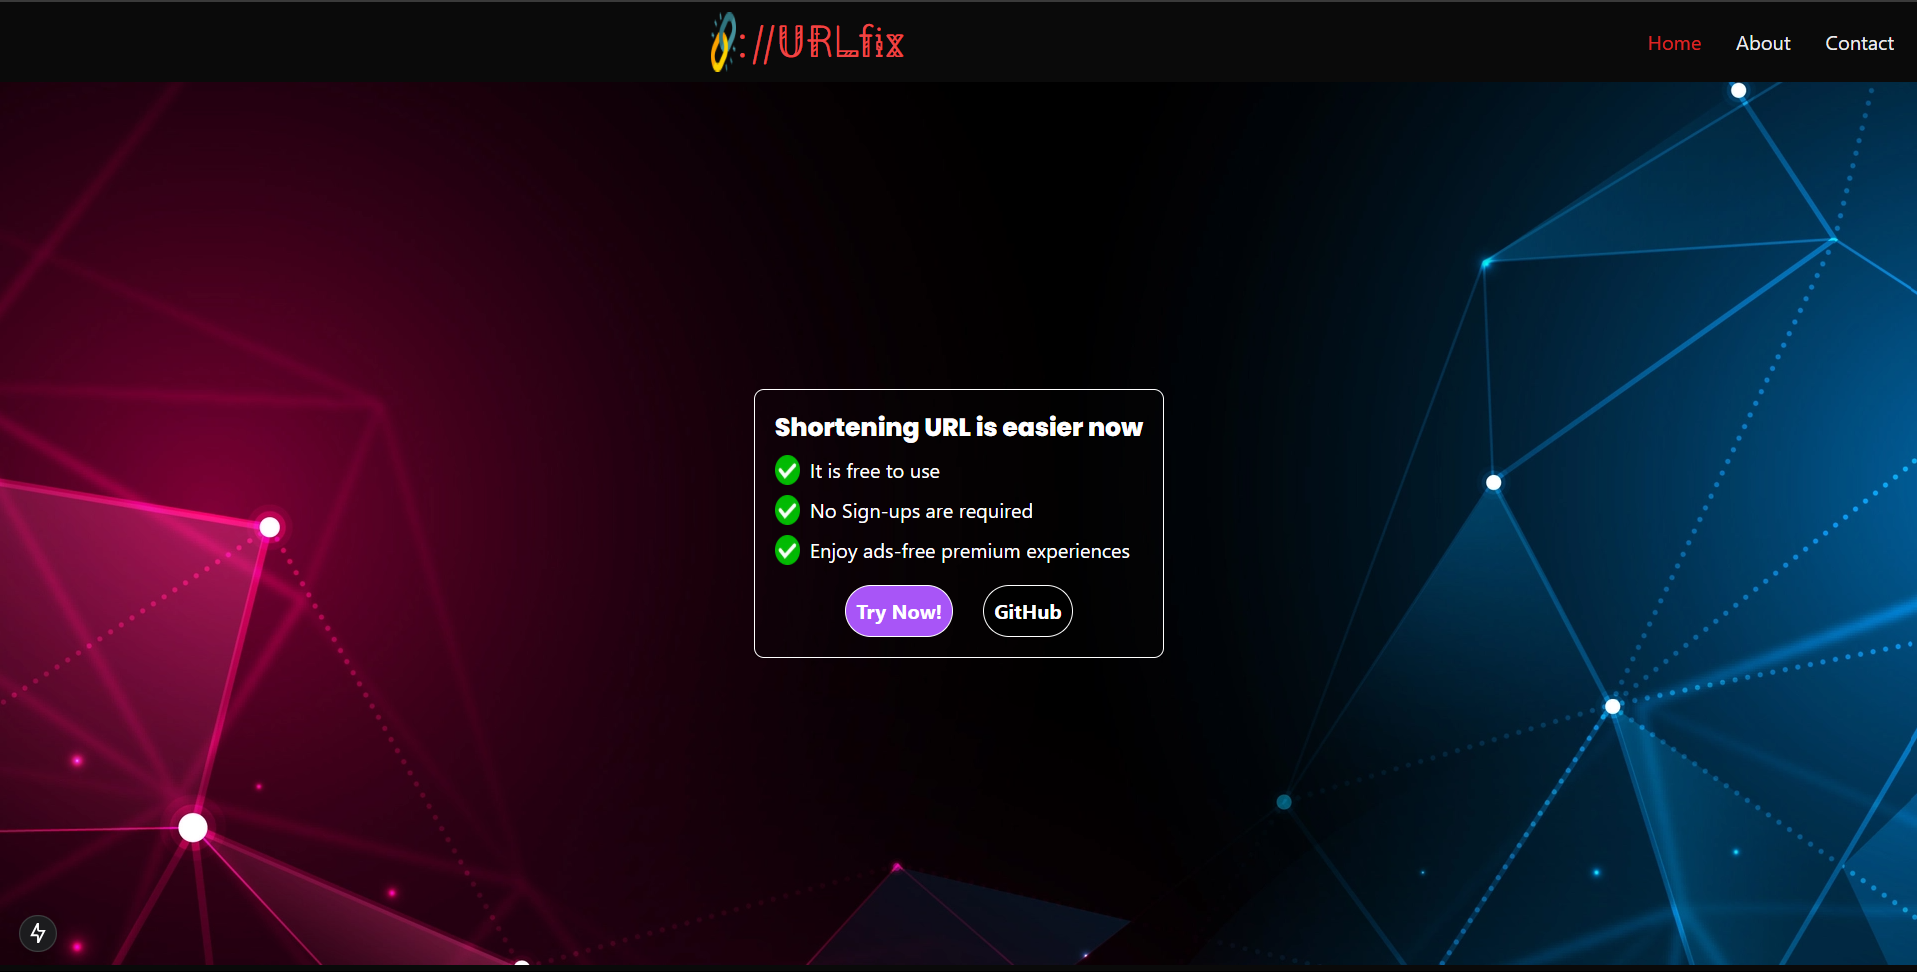 ://URLfix
Home About Contact
Shortening URL is easier now
It is free to use
No Sign-ups are required
Enjoy ads-free premium experiences
Try Now! GitHub